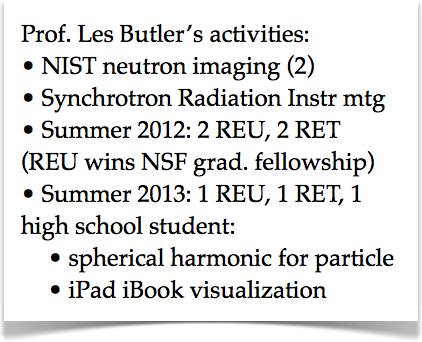 Prof. Les Butler's activities:
• NIST neutron imaging (2)
• Synchrotron Radiation Instr mtg
• Summer 2012: 2 REU, 2 RET
(REU wins NSF grad. fellowship)
• Summer 2013: 1 REU, 1 RET, 1
high school student:
• spherical harmonic for particle
• iPad iBook visualization